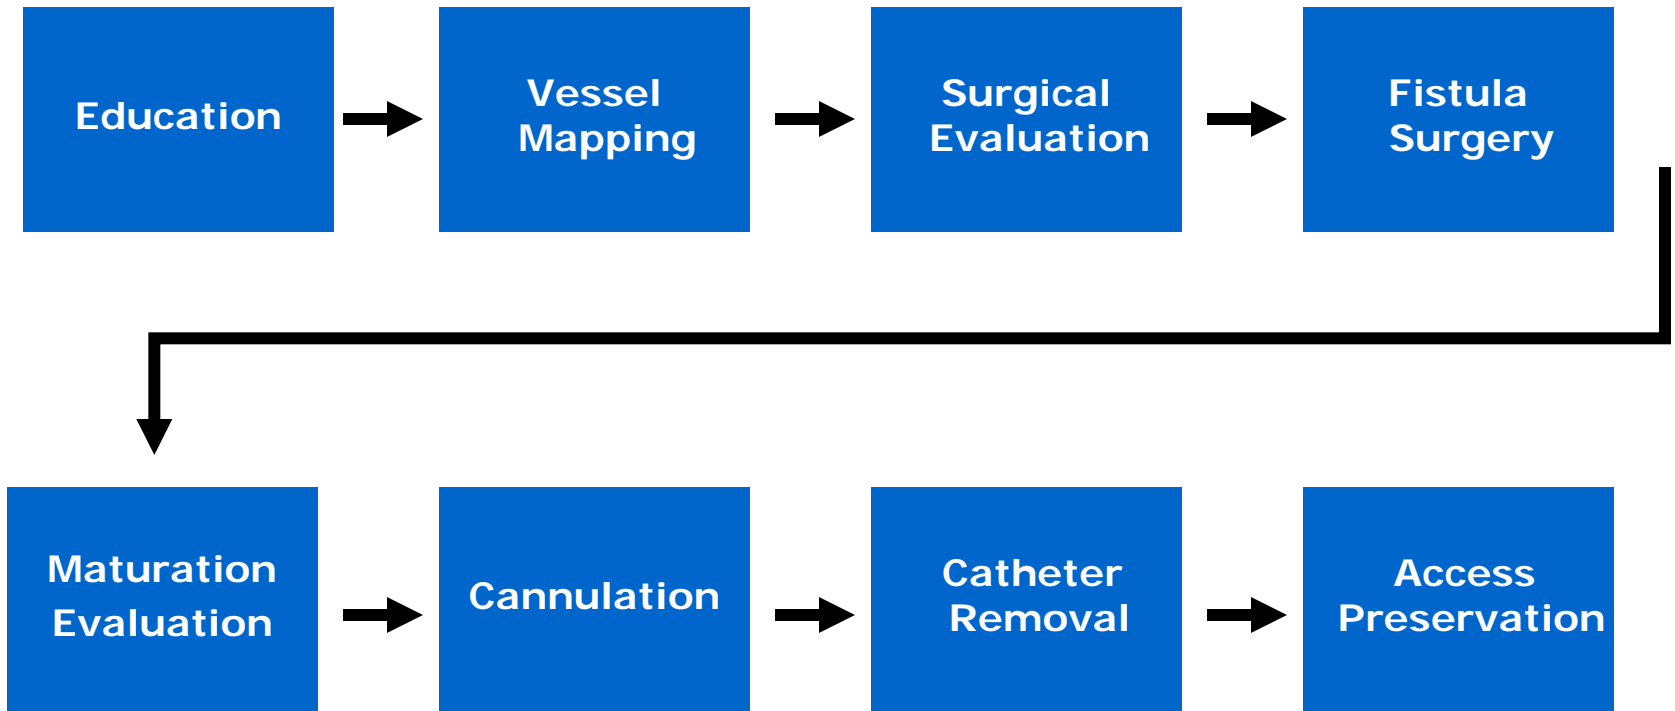 Education
Vessel
Mapping
Surgical
Evaluation
Fistula
Surgery
Maturation
Evaluation
Cannulation
Catheter
Removal
Access
Preservation